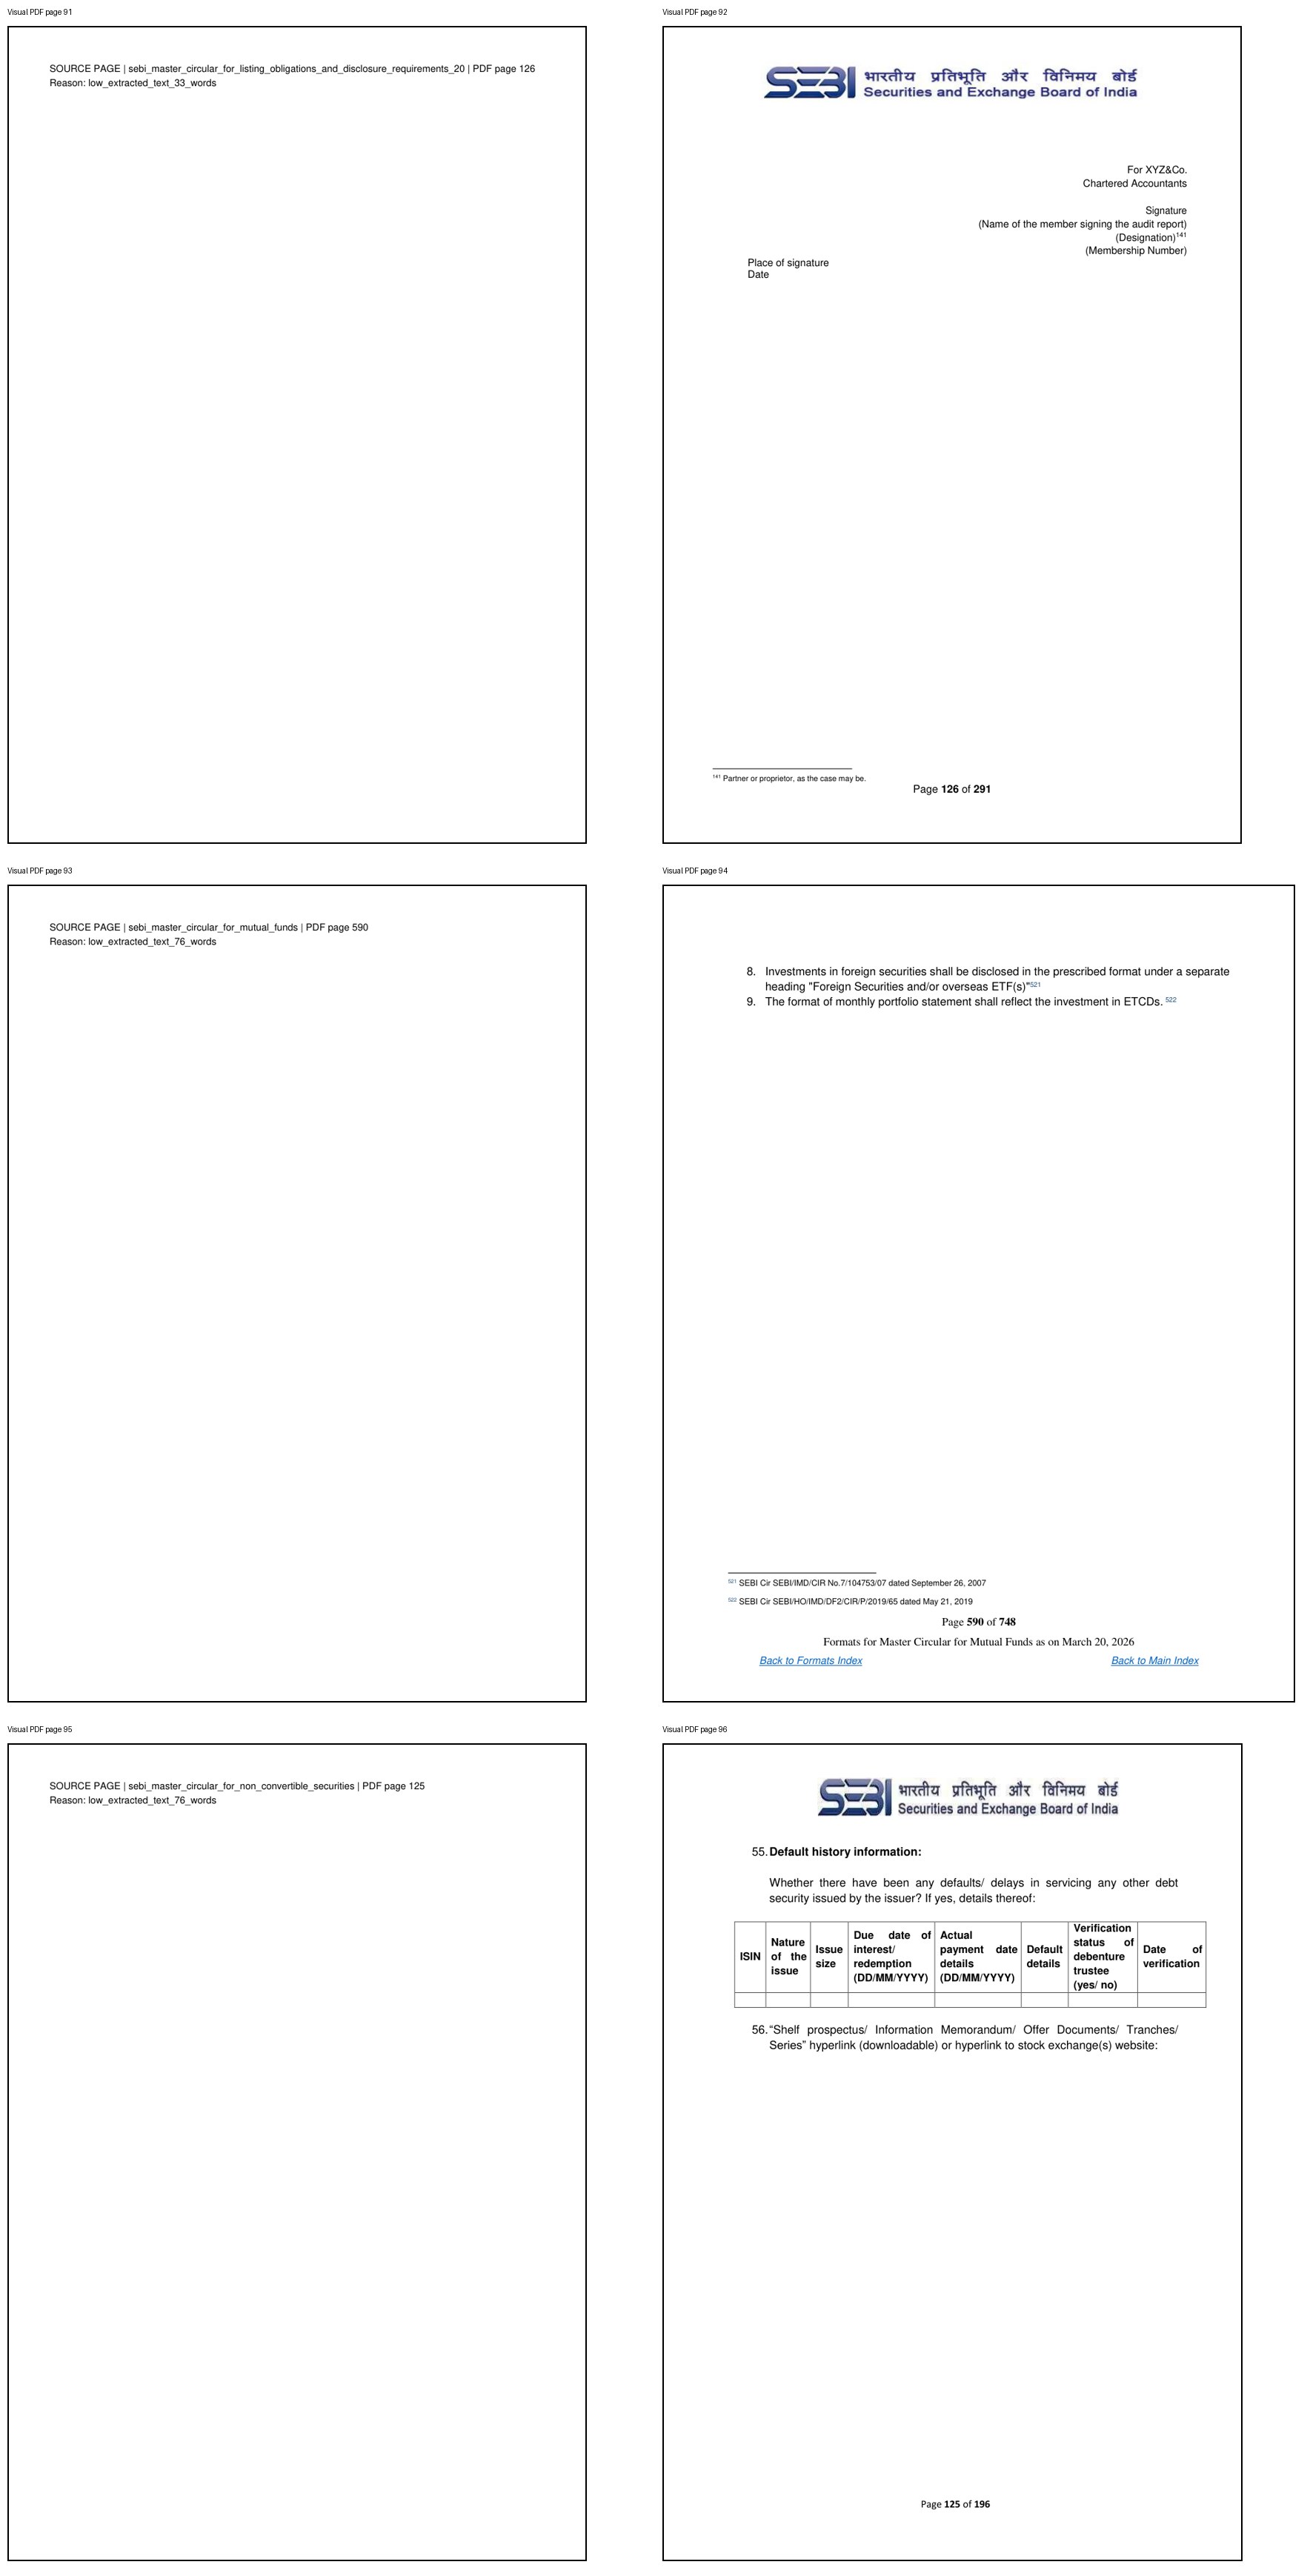 Visual PDF page 91
SOURCE PAGE | sebi_master_circular_for_listing_obligations_and_disclosure_requirements_20 | PDF page 126
Reason: low_extracted_text_33_words
Visual PDF page 92
SEBI भारतीय प्रतिभूति और विनिमय बोर्ड
Securities and Exchange Board of India
For XYZ&Co.
Chartered Accountants
Signature
(Name of the member signing the audit report)
(Designation)141
(Membership Number)
Place of signature
Date
141 Partner or proprietor, as the case may be.
Page 126 of 291
Visual PDF page 93
SOURCE PAGE | sebi_master_circular_for_mutual_funds | PDF page 590
Reason: low_extracted_text_76_words
Visual PDF page 94
8. Investments in foreign securities shall be disclosed in the prescribed format under a separate
heading "Foreign Securities and/or overseas ETF(s)"521
9. The format of monthly portfolio statement shall reflect the investment in ETCDs. 522
521 SEBI Cir SEBI/IMD/CIR No.7/104753/07 dated September 26, 2007
522 SEBI Cir SEBI/HO/IMD/DF2/CIR/P/2019/65 dated May 21, 2019
Page 590 of 748
Formats for Master Circular for Mutual Funds as on March 20, 2026
Back to Formats Index Back to Main Index
Visual PDF page 95
SOURCE PAGE | sebi_master_circular_for_non_convertible_securities | PDF page 125
Reason: low_extracted_text_76_words
Visual PDF page 96
SEBI भारतीय प्रतिभूति और विनिमय बोर्ड
Securities and Exchange Board of India
55. Default history information:
Whether there have been any defaults/ delays in servicing any other debt
security issued by the issuer? If yes, details thereof:
ISIN
Nature
of the
issue
Issue
size
Due date of
interest/
redemption
(DD/MM/YYYY)
Actual
payment date
details
(DD/MM/YYYY)
Default
details
Verification
status of
debenture
trustee
(yes/ no)
Date of
verification
56. “Shelf prospectus/ Information Memorandum/ Offer Documents/ Tranches/
Series” hyperlink (downloadable) or hyperlink to stock exchange(s) website:
Page 125 of 196